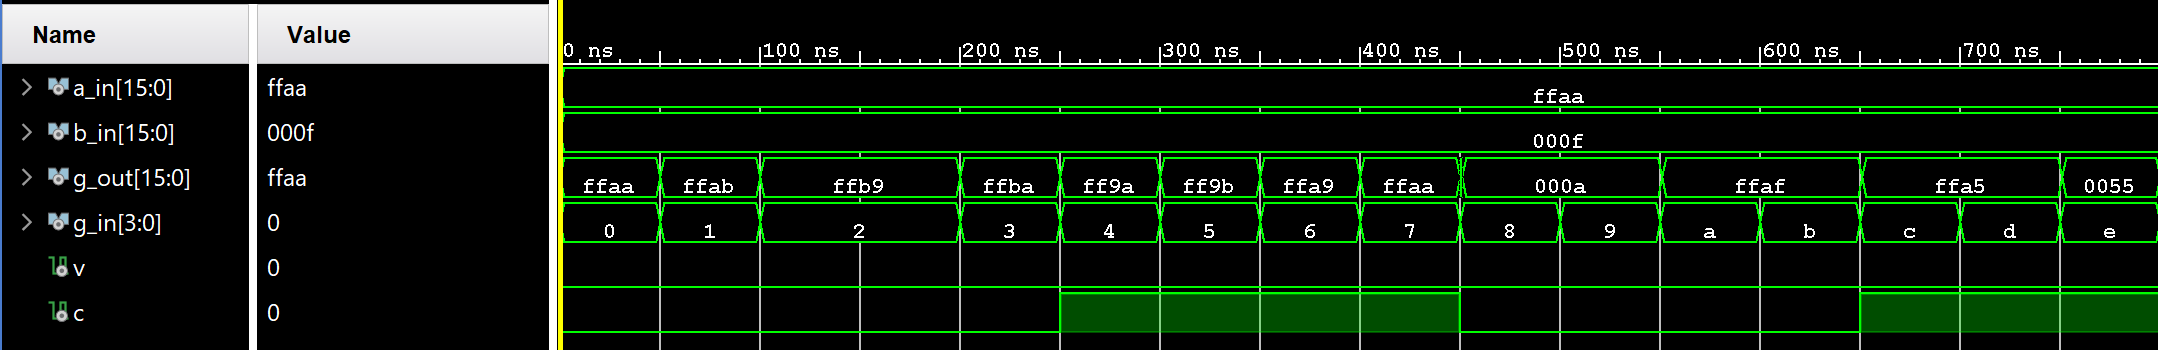 Name Value
0 ns 100 ns 200 ns 300 ns 400 ns 500 ns 600 ns 700 ns
a_in[15:0] ffaa ffaa
b_in[15:0] 000f 000f
g_out[15:0] ffaa ffaa ffab ffb9 ffba ff9a ff9b ffa9 ffaa 000a ffaf ffa5 0055
g_in[3:0] 0 0 1 2 3 4 5 6 7 8 9 a b c d e
v 0
c 0